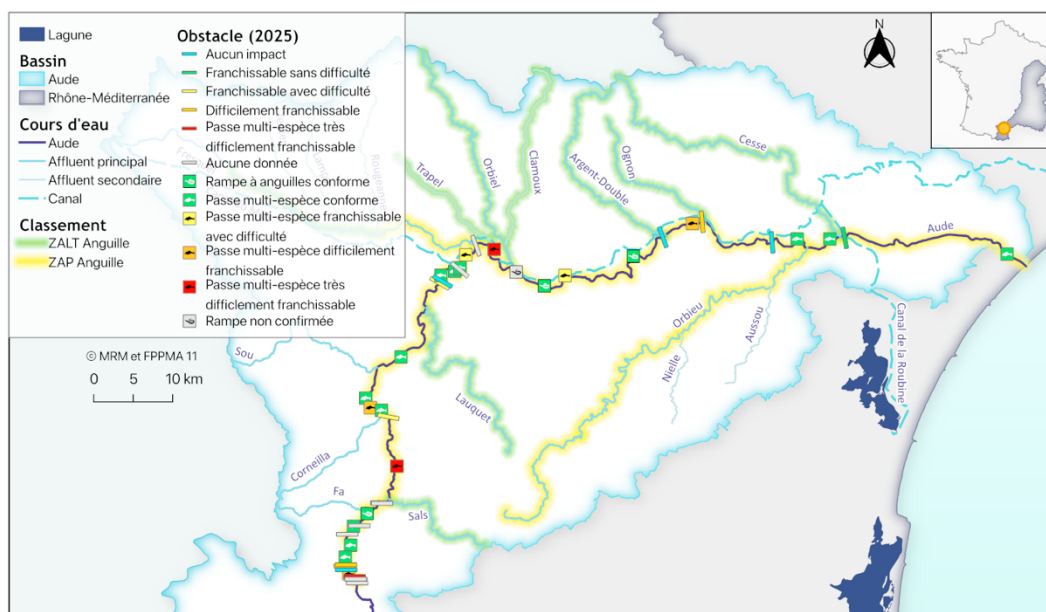 Lagune
Bassin
Aude
Rhône-Méditerranée
Cours d'eau
Aude
Affluent principal
Affluent secondaire
Canal
Classement
ZALT Anguille
ZAP Anguille
Obstacle (2025)
Aucun impact
Franchissable sans difficulté
Franchissable avec difficulté
Difficilement franchissable
Passe multi-espèce très
difficilement franchissable
Aucune donnée
Rampe à anguilles conforme
Passe multi-espèce conforme
Passe multi-espèce franchissable
avec difficulté
Passe multi-espèce difficilement
franchissable
Passe multi-espèce très
difficlement franchissable
Rampe non confirmée
© MRM et FPPMA 11
0 5 10 km
N
Trapel
Orbiel
Clamoux
Argent-Double
Ognon
Cesse
Aude
Orbieu
Aussou
Nielle
Canal de la Roubine
Sou
Lauquet
Corneilla
Fa
Sals